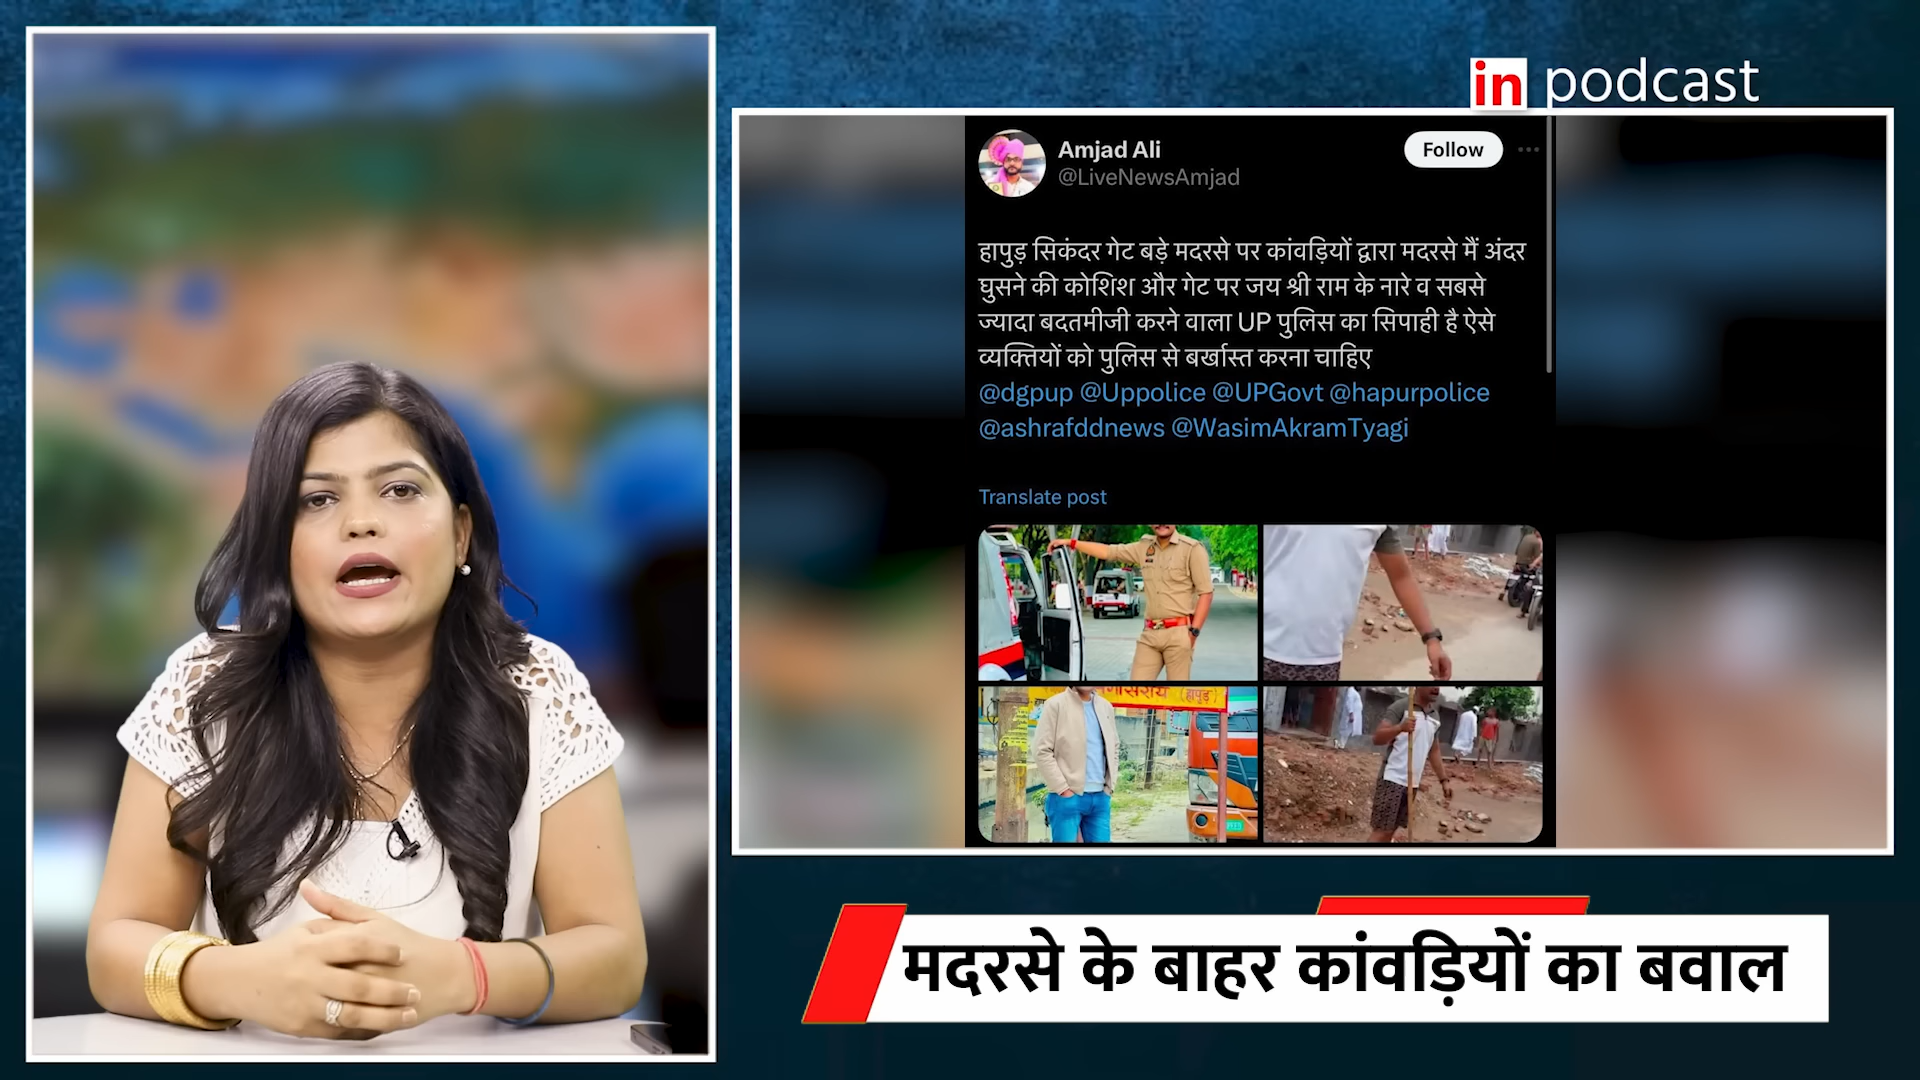 in podcast
Amjad Ali
Follow
@LiveNewsAmjad
हापुड़ सिकंदर गेट बड़े मदरसे पर कांवड़ियों द्वारा मदरसे मैं अंदर
घुसने की कोशिश और गेट पर जय श्री राम के नारे व सबसे
ज्यादा बदतमीजी करने वाला UP पुलिस का सिपाही है ऐसे
व्यक्तियों को पुलिस से बर्खास्त करना चाहिए
@dgpup @Uppolice @UPGovt @hapurpolice
@ashrafddnews @WasimAkramTyagi
Translate post
(हापुड़)
मदरसे के बाहर कांवड़ियों का बवाल